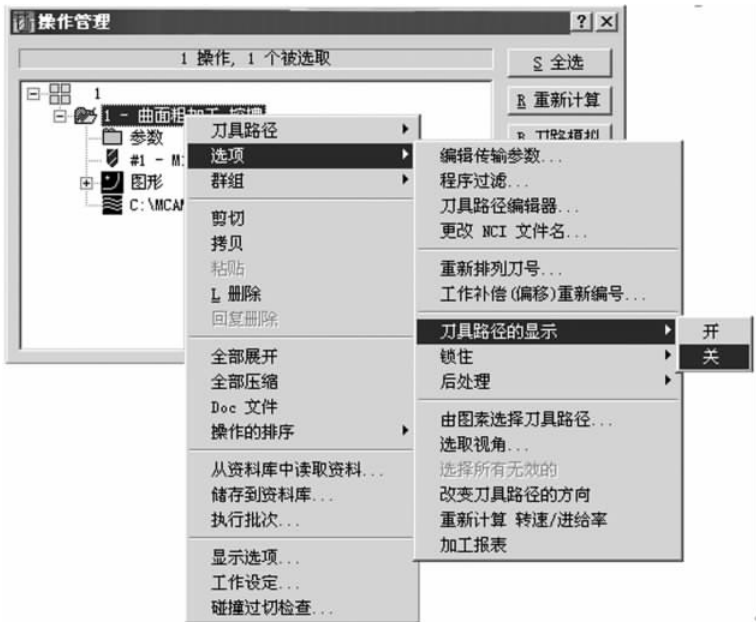 操作管理
1 操作, 1 个被选取
S 全选
1
R 重新计算
1 - 曲面粗加工-挖槽
参数
#1 - M
图形
C:\MCAM
刀具路径
选项
群组
剪切
拷贝
粘贴
L 删除
回复删除
全部展开
全部压缩
Doc 文件
操作的排序
从资料库中读取资料...
储存到资料库...
执行批次...
显示选项...
工作设定...
碰撞过切检查...
编辑传输参数...
程序过滤...
刀具路径编辑器...
更改 NCI 文件名...
重新排列刀号...
工作补偿(偏移)重新编号...
刀具路径的显示
锁住
后处理
由图素选择刀具路径...
选取视角...
选择所有无效的
改变刀具路径的方向
重新计算 转速/进给率
加工报表
开
关